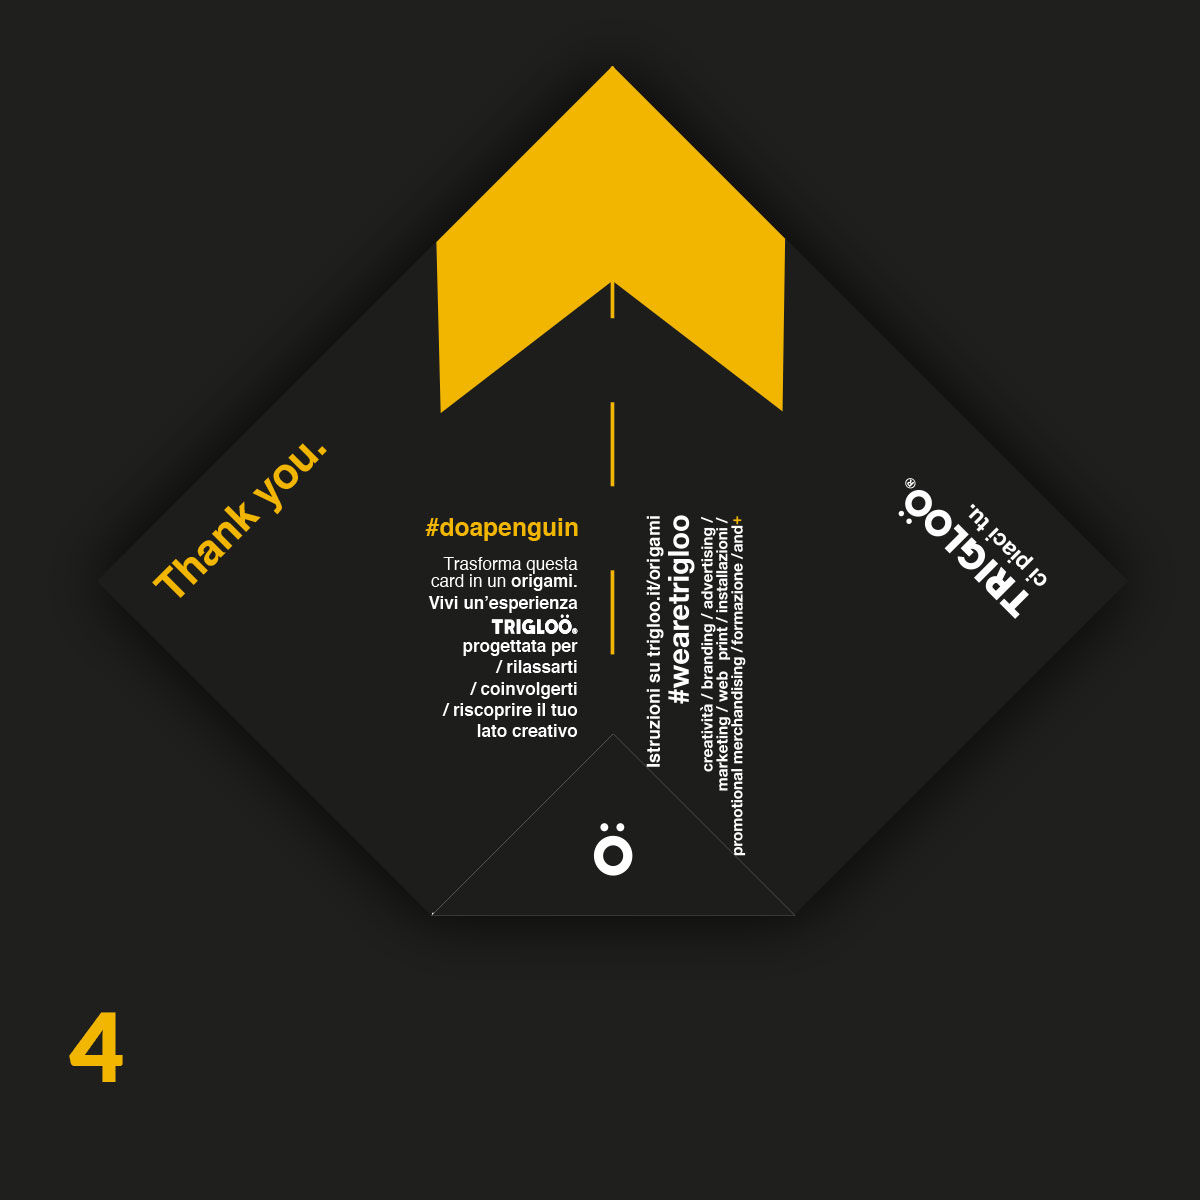 Thank you.
#doapenguin
Trasforma questa
card in un origami.
Vivi un’esperienza
TRIGLOÖ®
progettata per
/ rilassarti
/ coinvolgerti
/ riscoprire il tuo
lato creativo
Istruzioni su trigloo.it/origami
#wearetrigloo
creatività / branding / advertising /
marketing / web print / installazioni /
promotional merchandising /formazione /and+
TRIGLOÖ®
ci piaci tu.
Ö
4